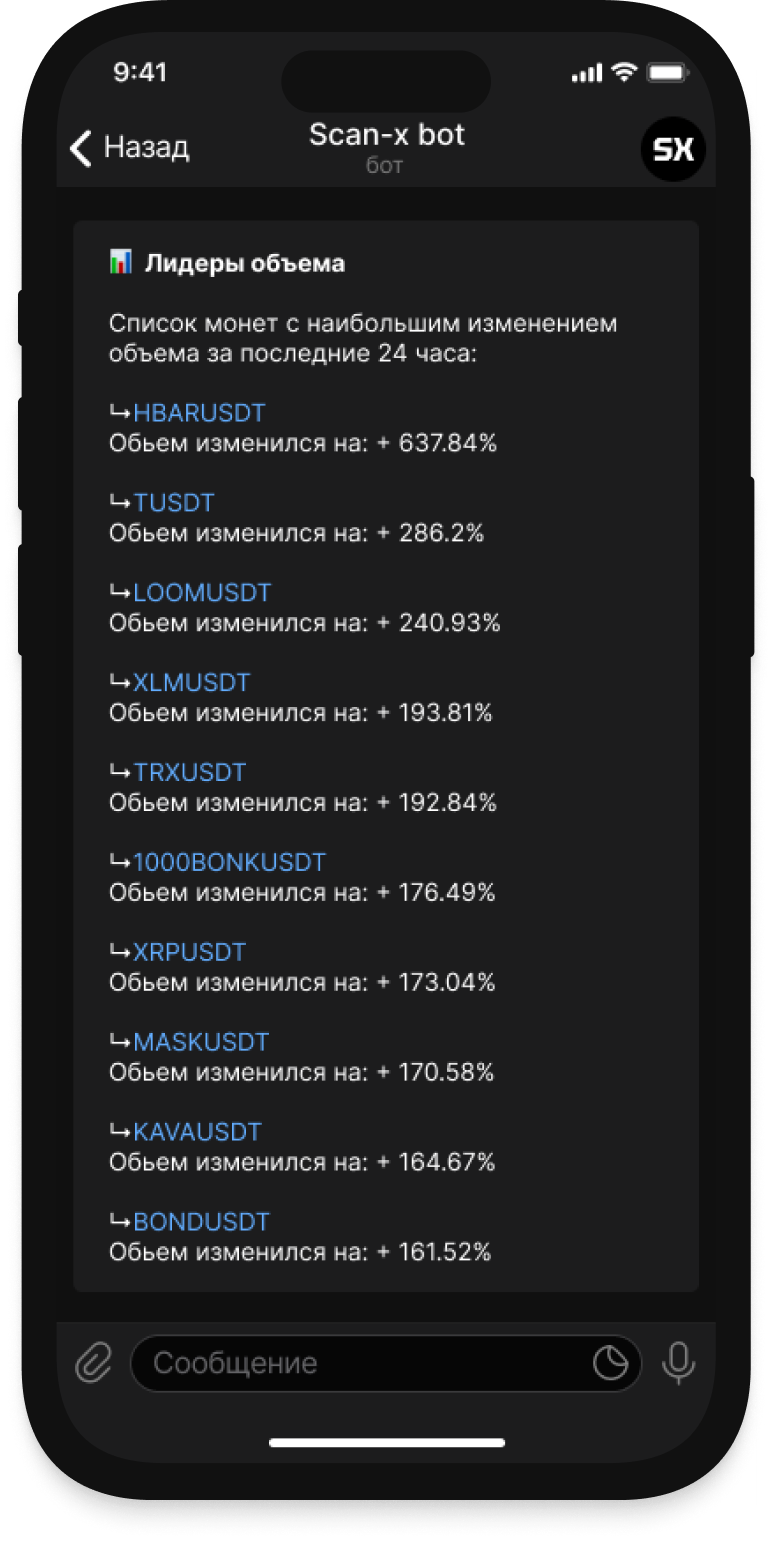 9:41
Назад
Scan-x bot
бот
SX
Лидеры объема
Список монет с наибольшим изменением
объема за последние 24 часа:
↳HBARUSDT
Обьем изменился на: + 637.84%
↳TUSDT
Обьем изменился на: + 286.2%
↳LOOMUSDT
Обьем изменился на: + 240.93%
↳XLMUSDT
Обьем изменился на: + 193.81%
↳TRXUSDT
Обьем изменился на: + 192.84%
↳1000BONKUSDT
Обьем изменился на: + 176.49%
↳XRPUSDT
Обьем изменился на: + 173.04%
↳MASKUSDT
Обьем изменился на: + 170.58%
↳KAVAUSDT
Обьем изменился на: + 164.67%
↳BONDUSDT
Обьем изменился на: + 161.52%
Сообщение